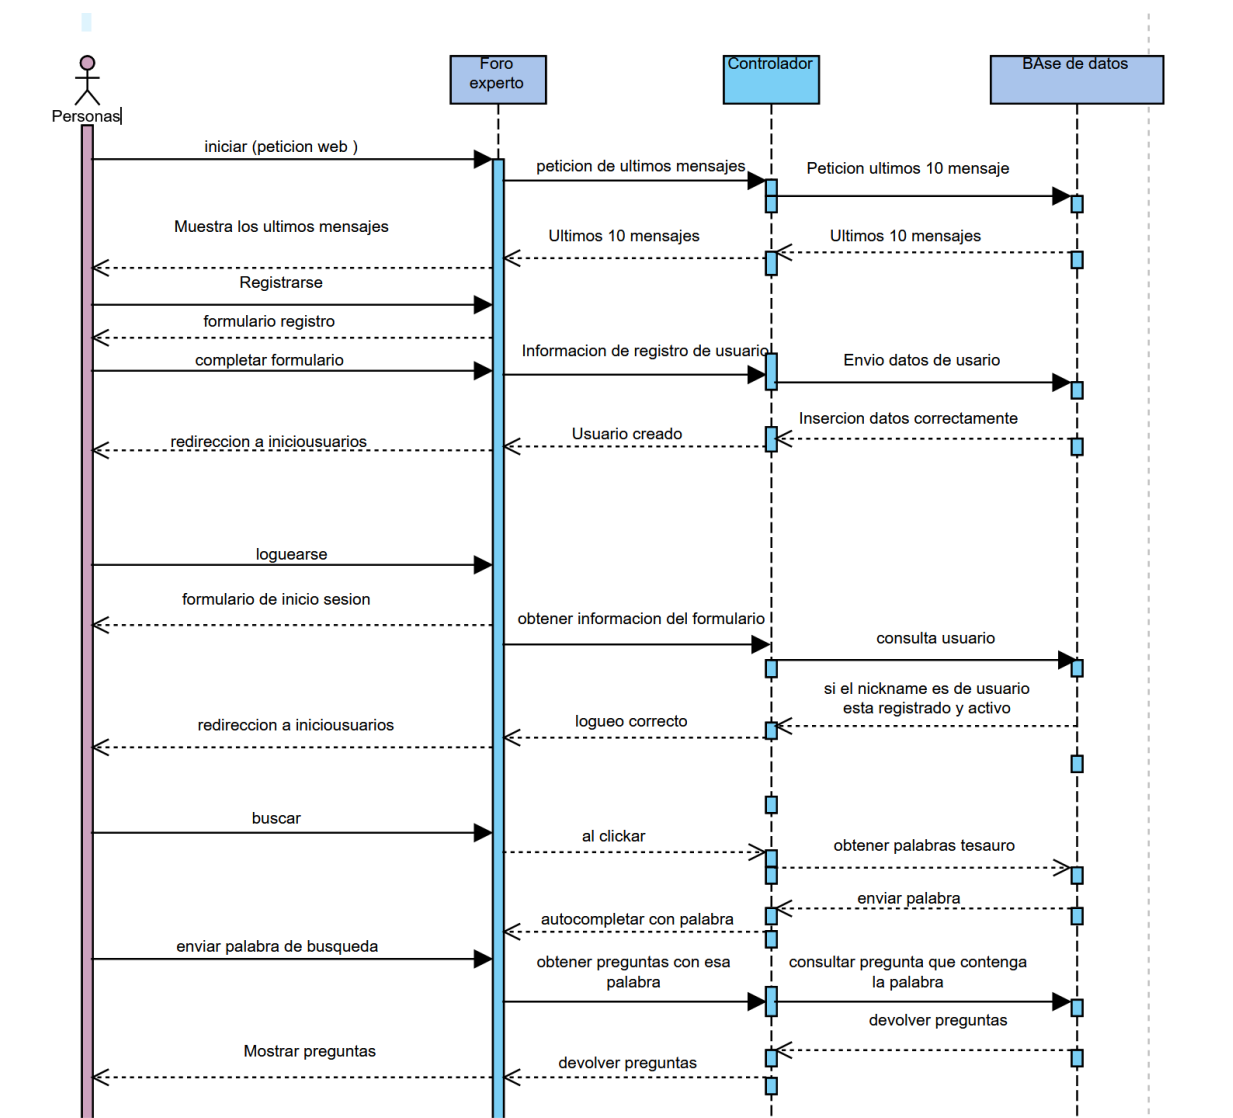 Foro
experto
Controlador
BAse de datos
Personas
iniciar (peticion web )
peticion de ultimos mensajes
Peticion ultimos 10 mensaje
Muestra los ultimos mensajes
Ultimos 10 mensajes
Ultimos 10 mensajes
Registrarse
formulario registro
completar formulario
Informacion de registro de usuario
Envio datos de usario
redireccion a iniciousuarios
Usuario creado
Insercion datos correctamente
loguearse
formulario de inicio sesion
obtener informacion del formulario
consulta usuario
si el nickname es de usuario
esta registrado y activo
redireccion a iniciousuarios
logueo correcto
buscar
al clickar
obtener palabras tesauro
enviar palabra
autocompletar con palabra
enviar palabra de busqueda
obtener preguntas con esa
palabra
consultar pregunta que contenga
la palabra
devolver preguntas
Mostrar preguntas
devolver preguntas